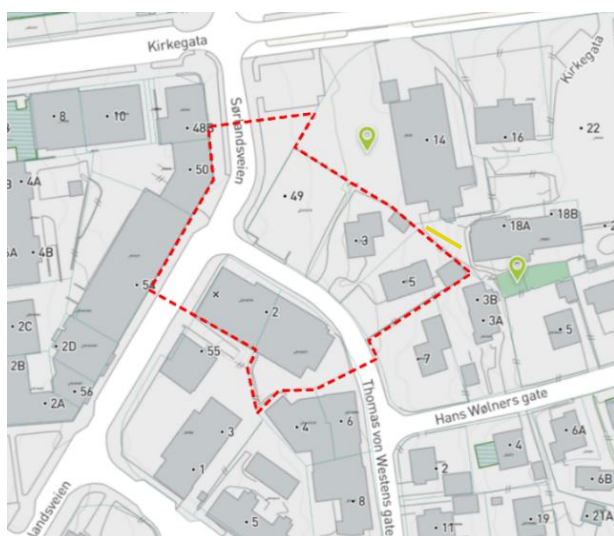 Kirkegata
Kirkegata
8
10
48B
Sørlandsveien
14
16
22
50
4A
49
18A
18B
3
4B
54
5
3B
3A
2
x
2C
7
5
2D
55
2B
56
Thomas von Westens gate
Hans Wølners gate
2A
3
4
6
6A
4
1
2
6B
landsveien
5
8
11
19
21A